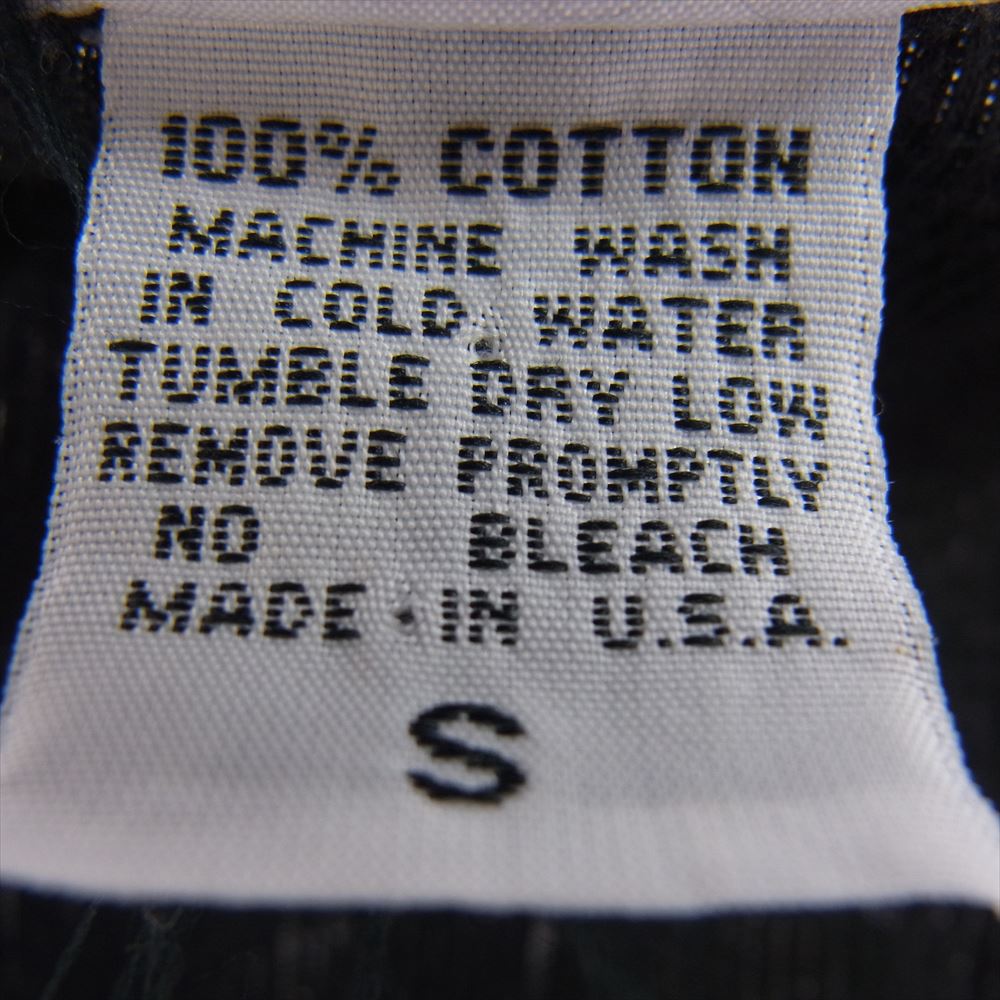 100% COTTON
MACHINE WASH
IN COLD WATER
TUMBLE DRY LOW
REMOVE PROMPTLY
NO BLEACH
MADE IN U.S.A.
S